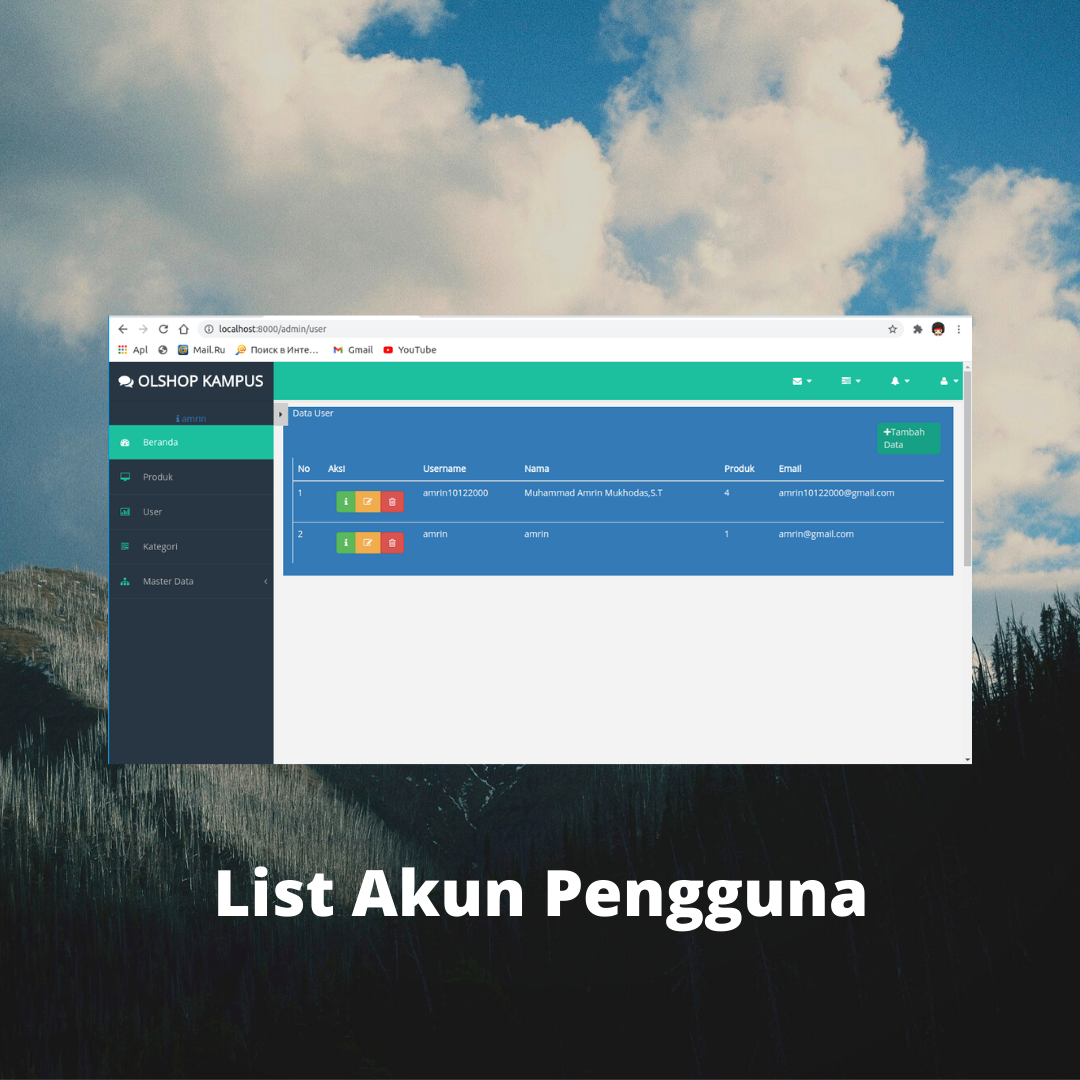 localhost:8000/admin/user
Apl Mail.Ru Поиск в Инте... Gmail YouTube
OLSHOP KAMPUS
amrin
Beranda
Produk
User
Kategori
Master Data
Data User
+Tambah
Data
No Aksi Username Nama Produk Email
1 amrin10122000 Muhammad Amrin Mukhodas,S.T 4 amrin10122000@gmail.com
2 amrin amrin 1 amrin@gmail.com
List Akun Pengguna